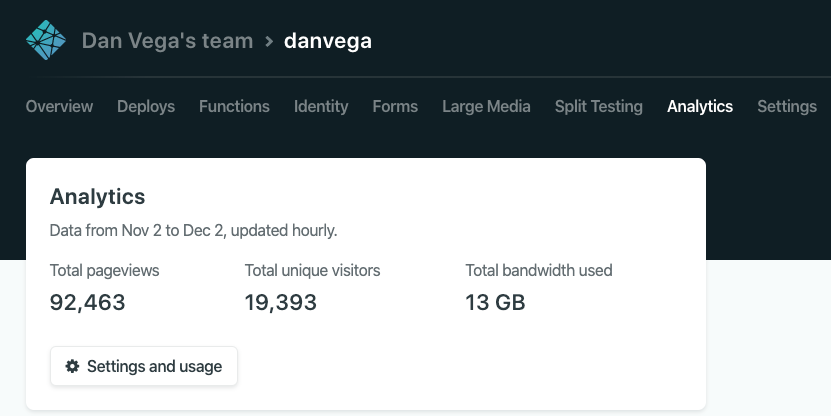 Dan Vega's team > danvega
Overview Deploys Functions Identity Forms Large Media Split Testing Analytics Settings
Analytics
Data from Nov 2 to Dec 2, updated hourly.
Total pageviews Total unique visitors Total bandwidth used
92,463 19,393 13 GB
Settings and usage